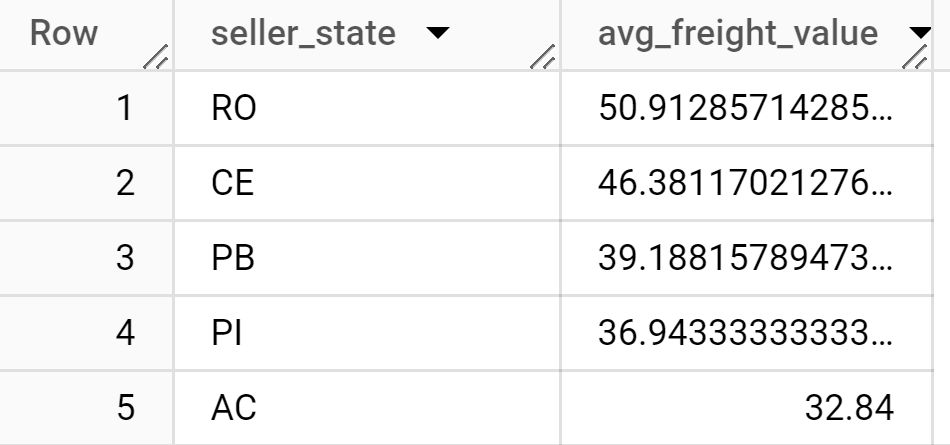 Row seller_state avg_freight_value
1 RO 50.91285714285...
2 CE 46.38117021276...
3 PB 39.18815789473...
4 PI 36.94333333333...
5 AC 32.84